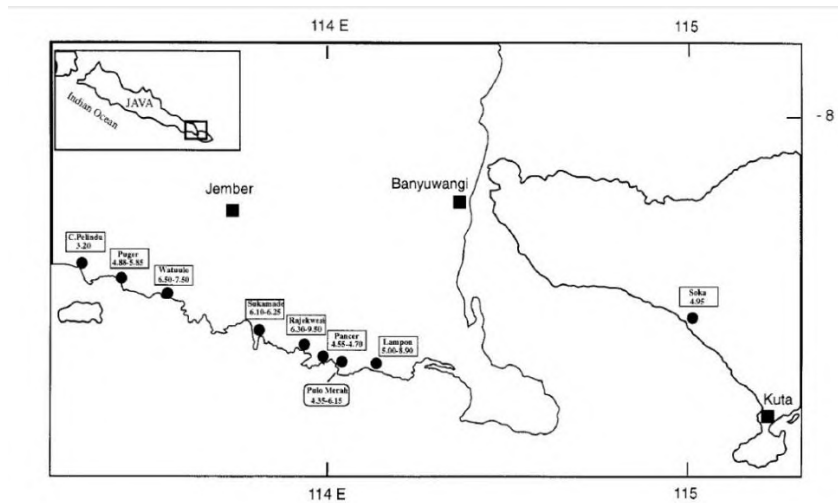 114 E
115
JAVA
Indian Ocean
- 8
Jember
Banyuwangi
C.Pelindu
3.20
Puger
4.88-5.85
Watuulo
6.50-7.50
Sukamade
6.10-6.25
Rajekwesi
6.30-9.50
Pancer
4.55-4.70
Lampon
5.00-8.90
Pulo Merah
4.35-6.15
Soka
4.95
Kuta
114 E
115